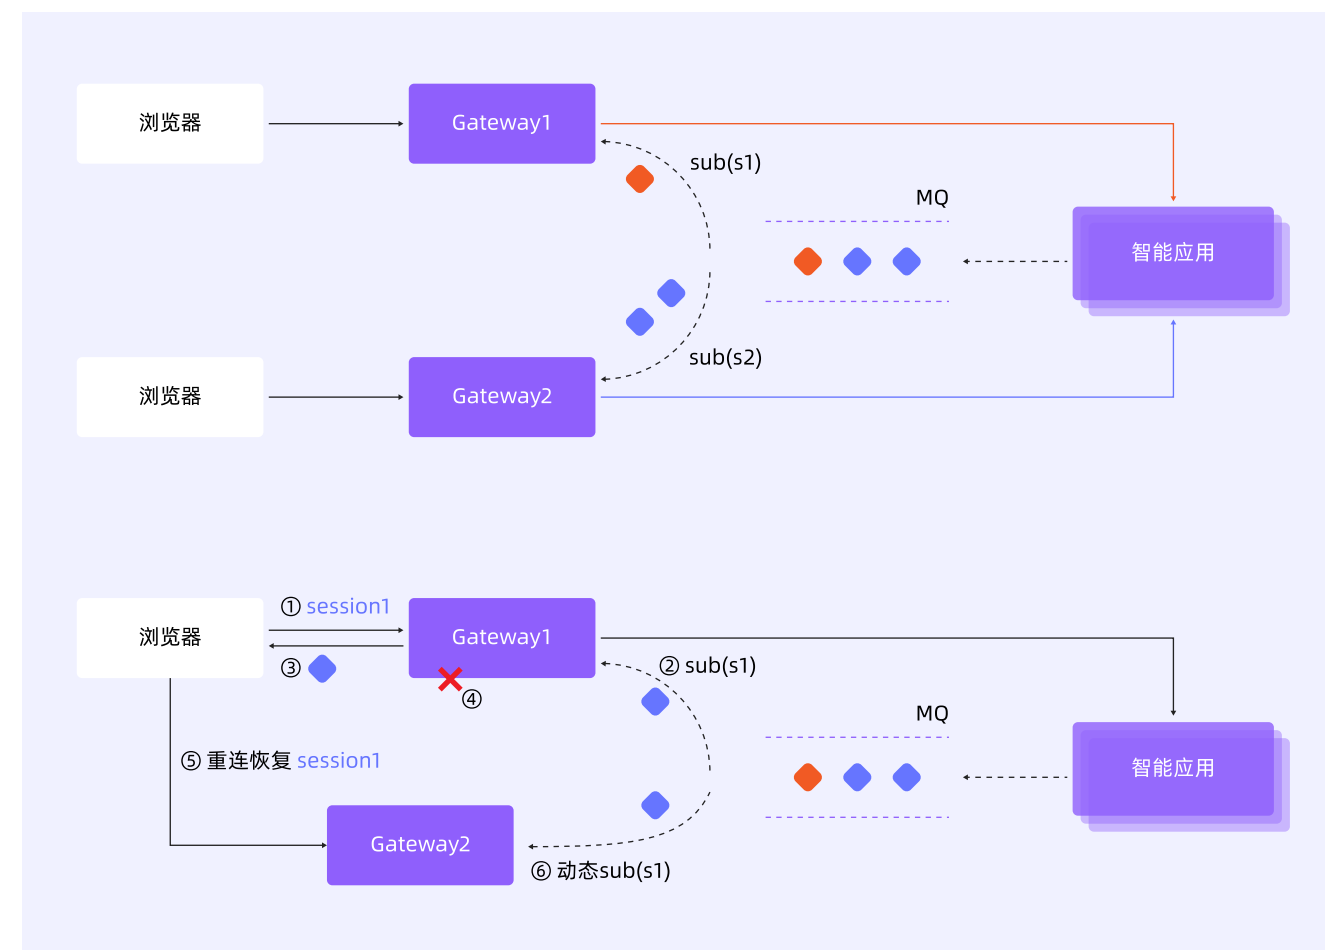 浏览器
Gateway1
sub(s1)
MQ
智能应用
sub(s2)
浏览器
Gateway2
① session1
浏览器
Gateway1
③
② sub(s1)
④
MQ
⑤ 重连恢复 session1
智能应用
Gateway2
⑥ 动态sub(s1)